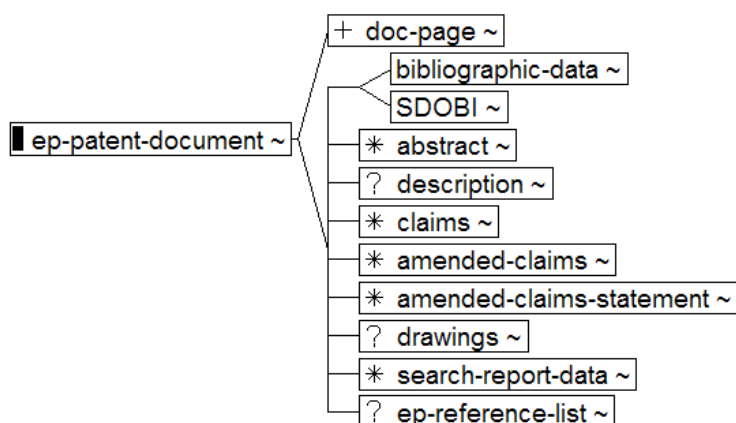 + doc-page ~
bibliographic-data ~
SDOBI ~
ep-patent-document ~
* abstract ~
? description ~
* claims ~
* amended-claims ~
* amended-claims-statement ~
? drawings ~
* search-report-data ~
? ep-reference-list ~